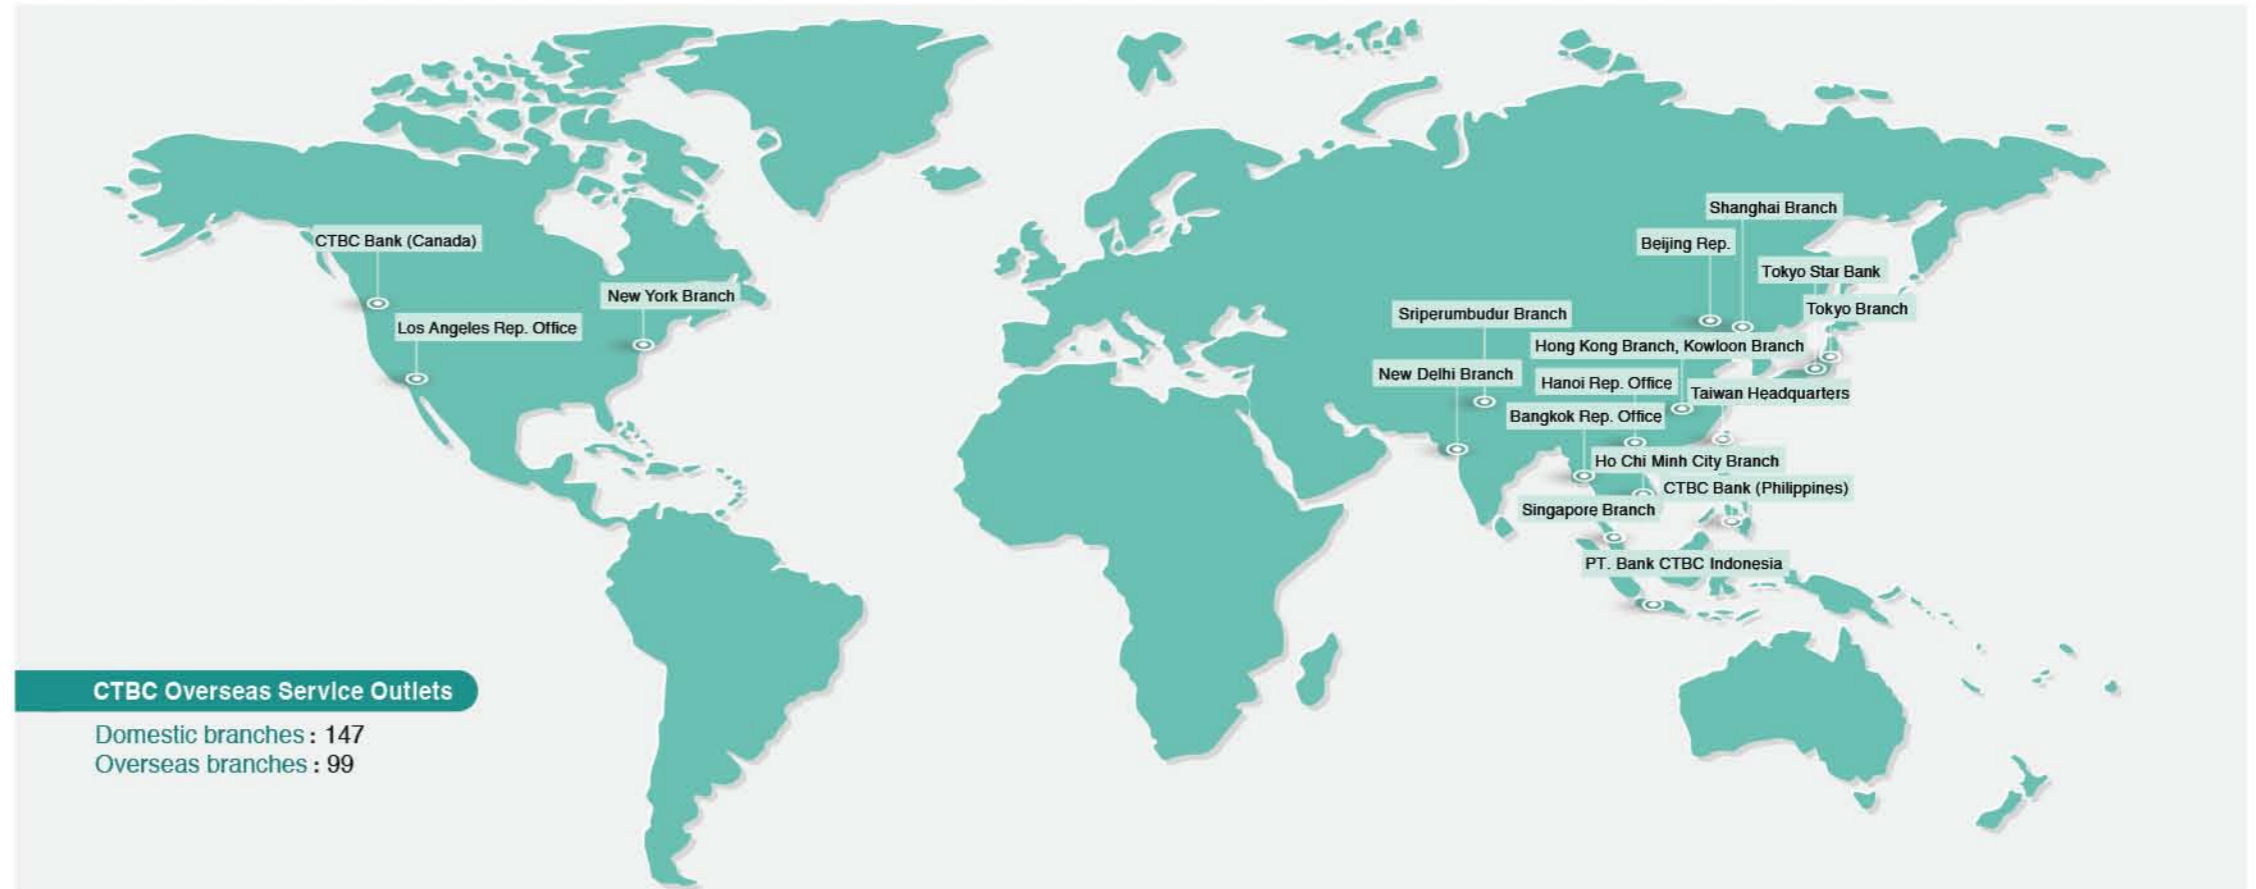 Shanghai Branch
CTBC Bank (Canada)
Beijing Rep.
Tokyo Star Bank
New York Branch
Tokyo Branch
Sriperumbudur Branch
Los Angeles Rep. Office
Hong Kong Branch, Kowloon Branch
New Delhi Branch
Hanoi Rep. Office
Taiwan Headquarters
Bangkok Rep. Office
Ho Chi Minh City Branch
CTBC Bank (Philippines)
Singapore Branch
PT. Bank CTBC Indonesia
CTBC Overseas Service Outlets
Domestic branches : 147
Overseas branches : 99